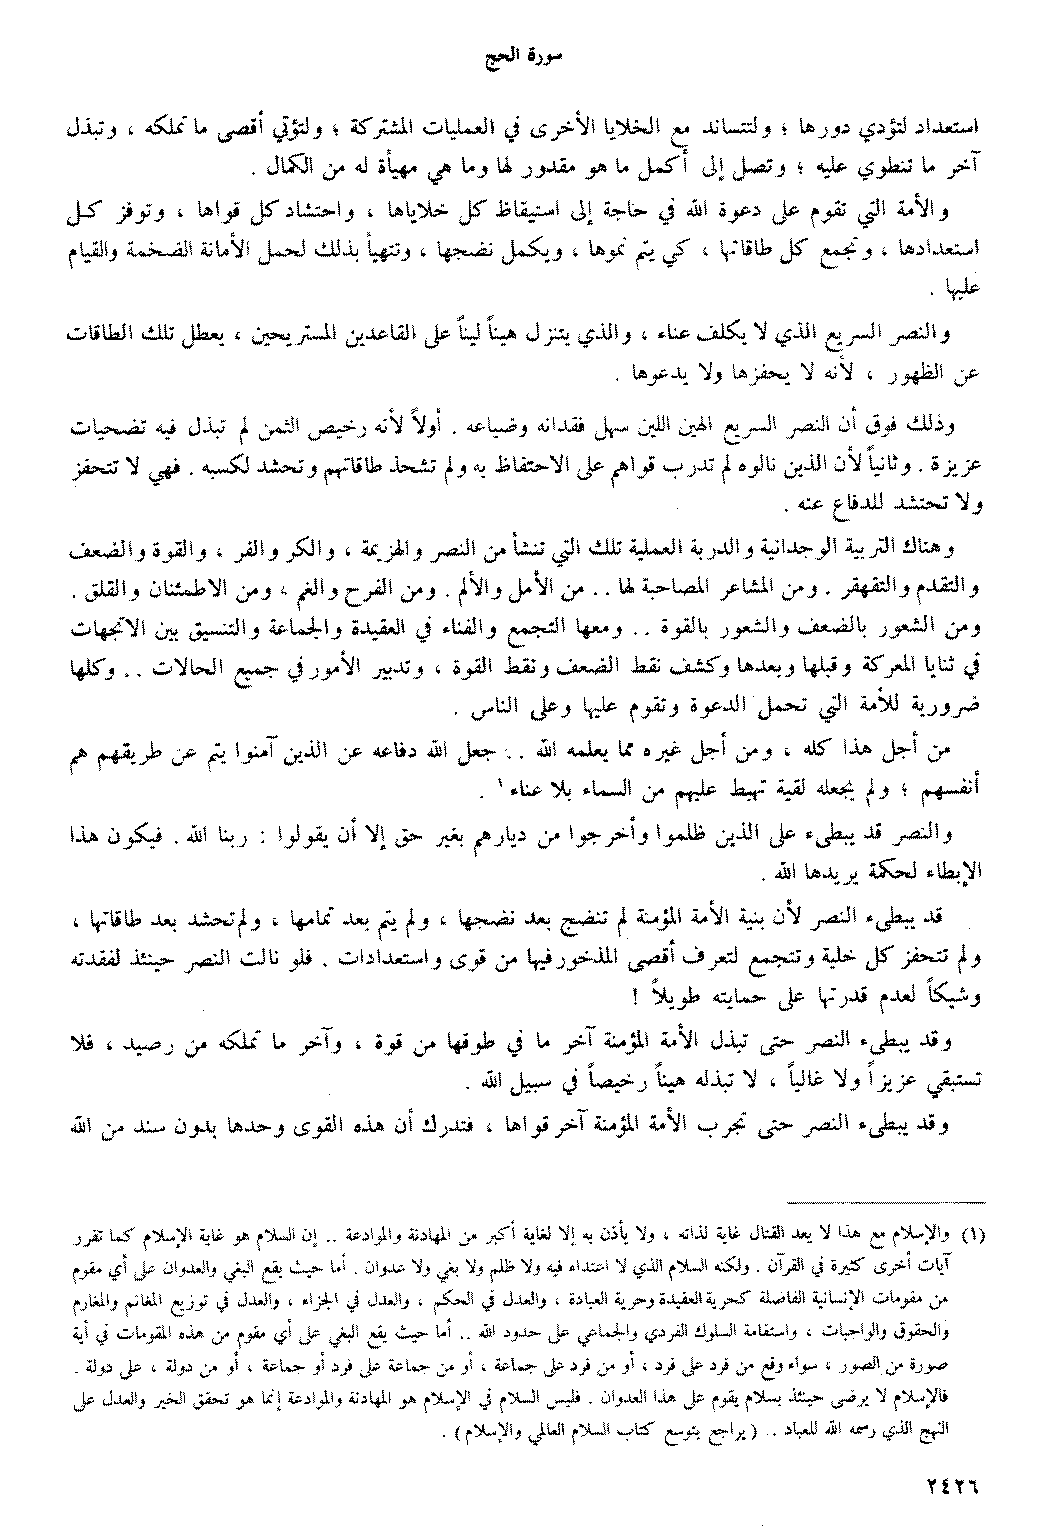 سورة الحج
استعداد لتؤدي دورها ؛ ولتتساند مع الخلايا الأخرى في العمليات المشتركة ؛ ولتؤتي أقصى ما تملكه ، وتبذل
آخر ما تنطوي عليه ؛ وتصل إلى أكمل ما هو مقدور لها وما هي مهيأة له من الكمال .
والأمة التي تقوم على دعوة الله في حاجة إلى استيقاظ كل خلاياها ، واحتشاد كل قواها ، وتوفز كل
استعدادها ، وتجمع كل طاقاتها ، كي يتم نموها ، ويكمل نضجها ، وتتهيأ بذلك لحمل الأمانة الضخمة والقيام
عليها .
والنصر السريع الذي لا يكلف عناء ، والذي يتنزل هيناً ليناً على القاعدين المستريحين ، يعطل تلك الطاقات
عن الظهور ، لأنه لا يحفزها ولا يدعوها .
وذلك فوق أن النصر السريع الهين اللين سهل فقدانه وضياعه . أولاً لأنه رخيص الثمن لم تبذل فيه تضحيات
عزيزة . وثانياً لأن الذين نالوه لم تدرب قواهم على الاحتفاظ به ولم تشحذ طاقاتهم وتحشد لكسبه . فهي لا تتحفز
ولا تحتشد للدفاع عنه .
وهناك التربية الوجدانية والدربة العملية تلك التي تنشأ من النصر والهزيمة ، والكر والفر ، والقوة والضعف
والتقدم والتقهقر . ومن المشاعر المصاحبة لها .. من الأمل والألم . ومن الفرح والغم ، ومن الاطمئنان والقلق .
ومن الشعور بالضعف والشعور بالقوة .. ومعها التجمع والفناء في العقيدة والجماعة والتنسيق بين الاتجهات
في ثنايا المعركة وقبلها وبعدها وكشف نقط الضعف ونقط القوة ، وتدبير الأمور في جميع الحالات .. وكلها
ضرورية للأمة التي تحمل الدعوة وتقوم عليها وعلى الناس .
من أجل هذا كله ، ومن أجل غيره مما يعلمه الله .. جعل الله دفاعه عن الذين آمنوا يتم عن طريقهم هم
أنفسهم ؛ ولم يجعله لقية تهبط عليهم من السماء بلا عناء ١ .
والنصر قد يبطىء على الذين ظلموا وأخرجوا من ديارهم بغير حق إلا أن يقولوا : ربنا الله . فيكون هذا
الإبطاء لحكمة يريدها الله .
قد يبطىء النصر لأن بنية الأمة المؤمنة لم تنضج بعد نضجها ، ولم يتم بعد تمامها ، ولم تحشد بعد طاقاتها ،
ولم تتحفز كل خلية وتتجمع لتعرف أقصى المذخور فيها من قوى واستعدادات . فلو نالت النصر حينئذ لفقدته
وشيكاً لعدم قدرتها على حمايته طويلاً !
وقد يبطىء النصر حتى تبذل الأمة المؤمنة آخر ما في طوقها من قوة ، وآخر ما تملكه من رصيد ، فلا
تستبقي عزيزاً ولا غالياً ، لا تبذله هيناً رخيصاً في سبيل الله .
وقد يبطىء النصر حتى تجرب الأمة المؤمنة آخر قواها ، فتدرك أن هذه القوى وحدها بدون سند من الله
(١) والإسلام مع هذا لا يعد القتال غاية لذاته ، ولا يأذن به إلا لغاية أكبر من المهادنة والموادعة .. إن السلام هو غاية الإسلام كما تقرر
آيات أخرى كثيرة في القرآن . ولكنه السلام الذي لا اعتداء فيه ولا ظلم ولا بغي ولا عدوان . أما حيث يقع البغي والعدوان على أي مقوم
من مقومات الإنسانية الفاصلة كحرية العقيدة وحرية العبادة ، والعدل في الحكم ، والعدل في الجزاء ، والعدل في توزيع المغانم والمغارم
والحقوق والواجبات ، واستقامة السلوك الفردي والجماعي على حدود الله .. أما حيث يقع البغي على أي مقوم من هذه المقومات في أية
صورة من الصور ، سواء وقع من فرد على فرد ، أو من فرد على جماعة ، أو من جماعة على فرد أو جماعة ، أو من دولة ، على دولة .
فالإسلام لا يرضى حينئذ بسلام يقوم على هذا العدوان . فليس السلام في الإسلام هو المهادنة والموادعة إنما هو تحقق الخير والعدل على
النهج الذي رسمه الله للعباد .. ( يراجع بتوسع كتاب السلام العالمي والإسلام ) .
٢٤٢٦